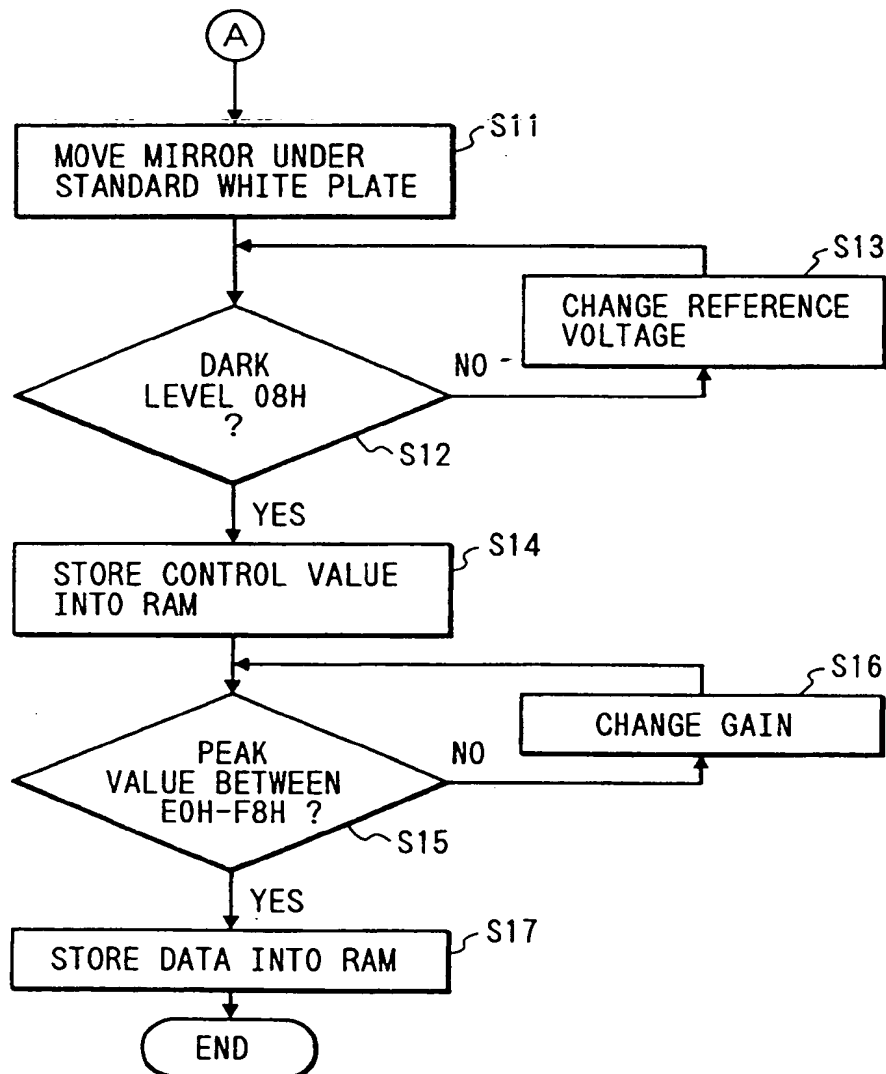 A
S11
MOVE MIRROR UNDER
STANDARD WHITE PLATE
S13
CHANGE REFERENCE
VOLTAGE
DARK
LEVEL 08H
?
NO
S12
YES
S14
STORE CONTROL VALUE
INTO RAM
S16
CHANGE GAIN
PEAK
VALUE BETWEEN
E0H-F8H ?
NO
S15
YES
S17
STORE DATA INTO RAM
END